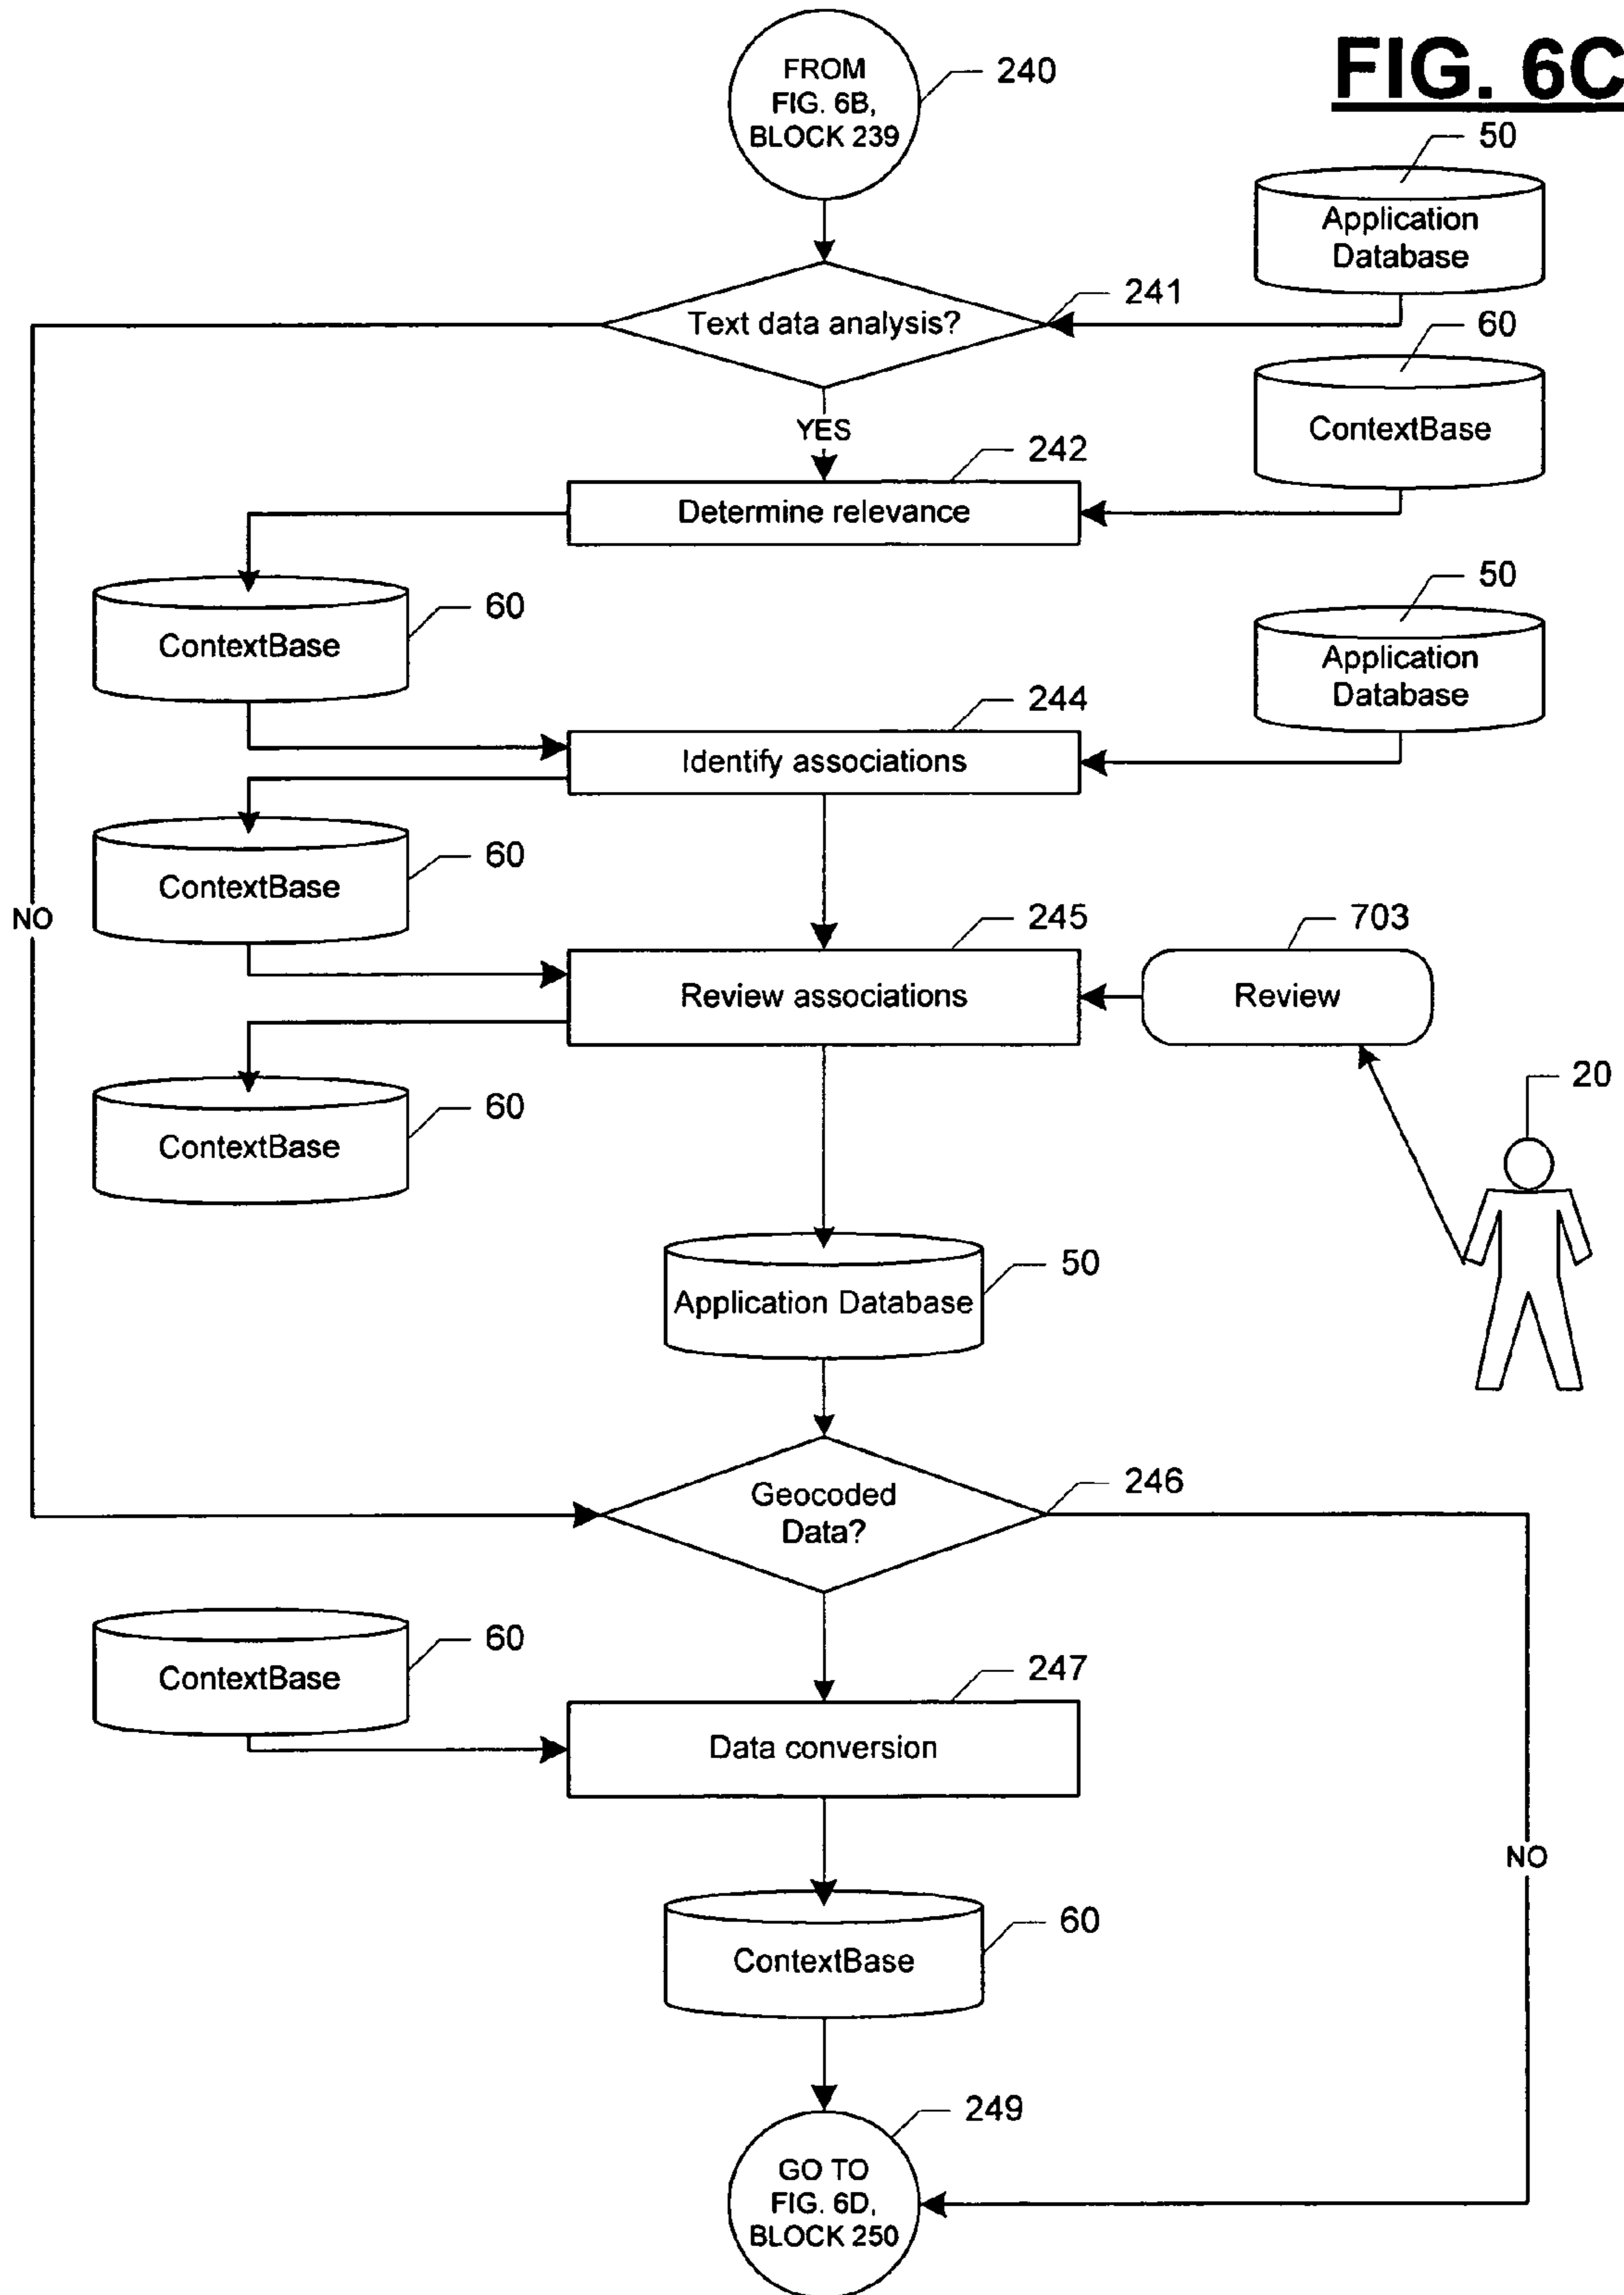 FIG. 6C
FROM
FIG. 6B,
BLOCK 239
240
50
Application
Database
Text data analysis?
241
60
ContextBase
YES
242
Determine relevance
60
ContextBase
50
Application
Database
244
Identify associations
60
ContextBase
NO
245
Review associations
703
Review
60
ContextBase
20
50
Application Database
Geocoded
Data?
246
60
ContextBase
247
Data conversion
NO
60
ContextBase
249
GO TO
FIG. 6D,
BLOCK 250